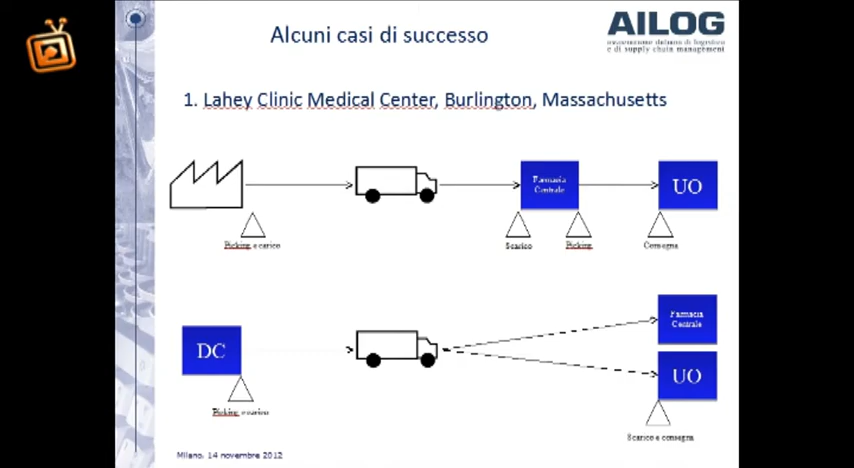 Alcuni casi di successo
AILOG
associazione italiana di logistica
e di supply chain management
1. Lahey Clinic Medical Center, Burlington, Massachusetts
Farmacia
Centrale
UO
Picking e carico
Scarico
Picking
Consegna
Farmacia
Centrale
DC
UO
Picking e carico
Scarico e consegna
Milano, 14 novembre 2012